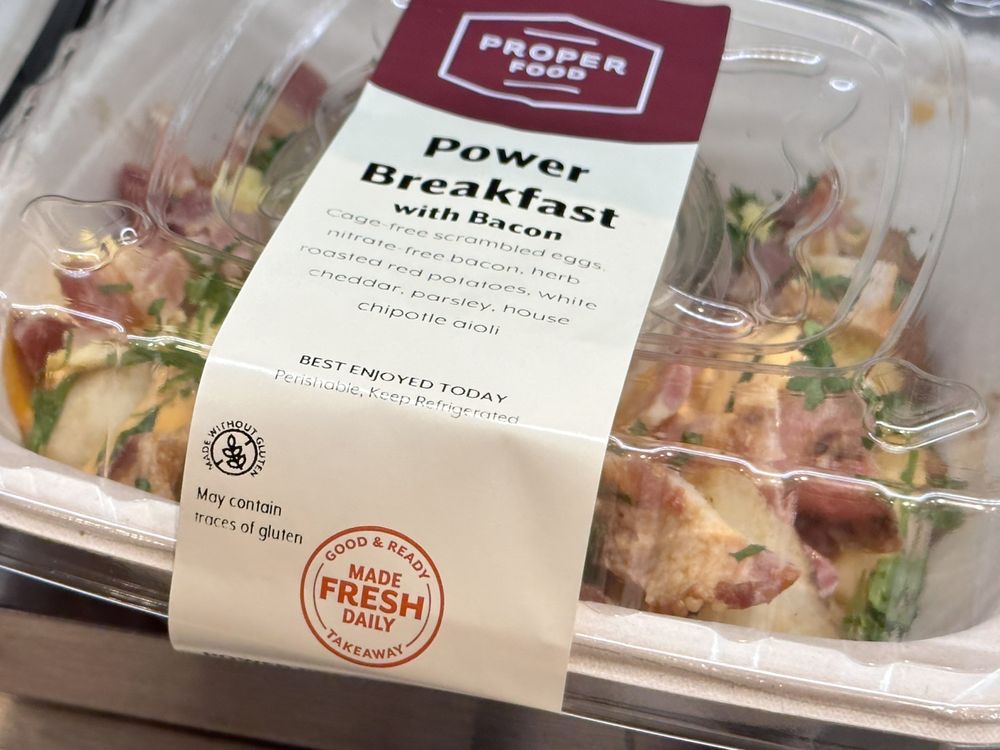 PROPER
FOOD
Power
Breakfast
with Bacon
Cage-free scrambled eggs,
nitrate-free bacon, herb
roasted red potatoes, white
cheddar, parsley, house
chipotle aioli
BEST ENJOYED TODAY
Perishable, Keep Refrigerated
MADE WITHOUT GLUTEN
May contain
traces of gluten
GOOD & READY
MADE
FRESH
DAILY
TAKEAWAY